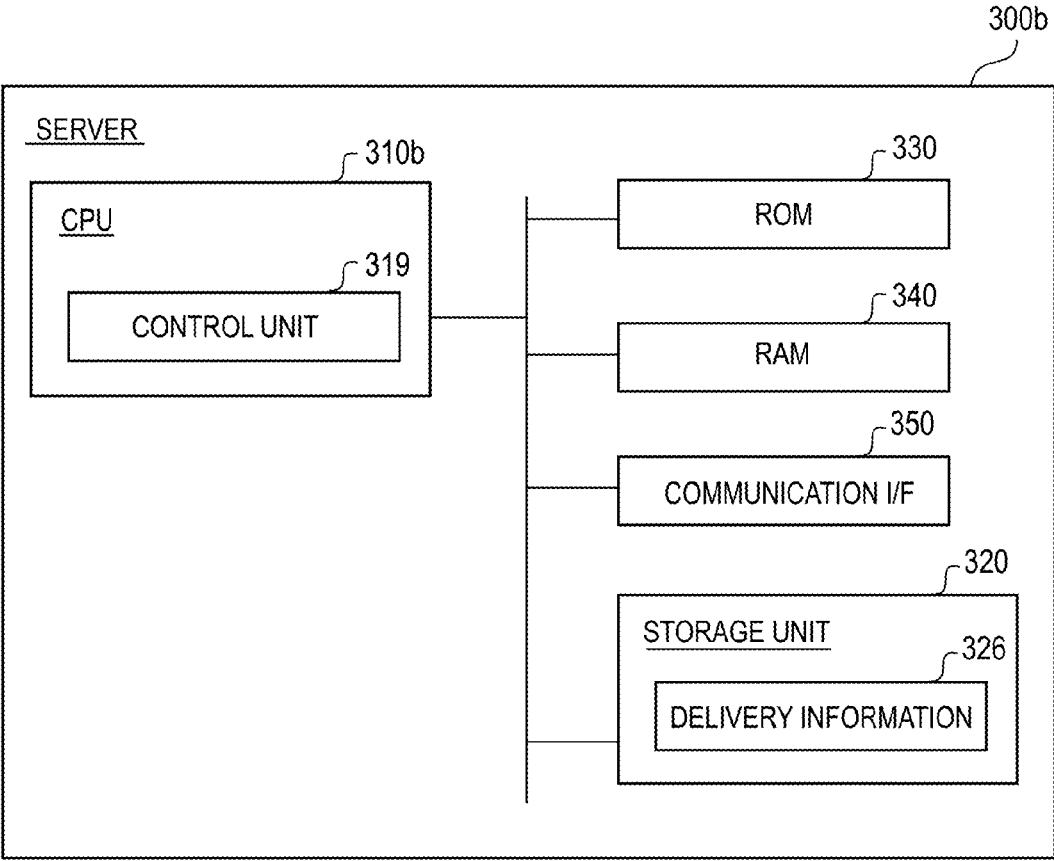 300b
SERVER
310b
CPU
319
CONTROL UNIT
330
ROM
340
RAM
350
COMMUNICATION I/F
320
STORAGE UNIT
326
DELIVERY INFORMATION